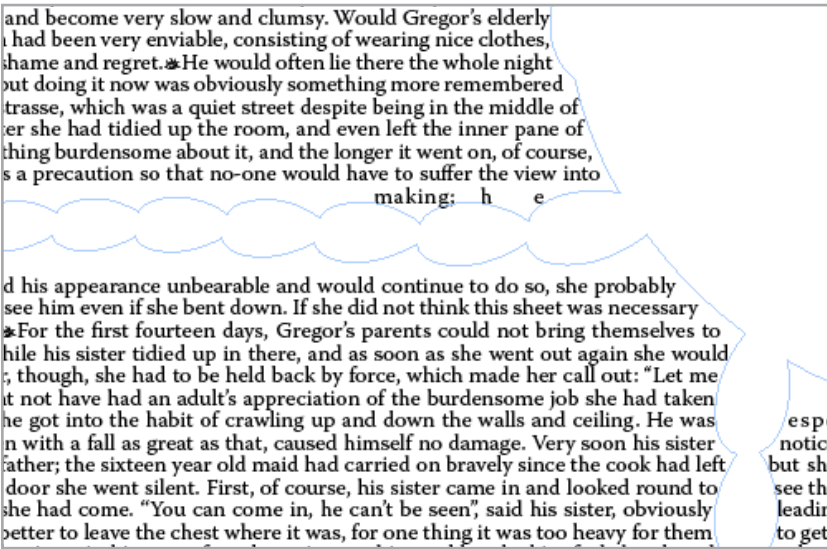 and become very slow and clumsy. Would Gregor's elderly
had been very enviable, consisting of wearing nice clothes,
shame and regret. He would often lie there the whole night
but doing it now was obviously something more remembered
trasse, which was a quiet street despite being in the middle of
ter she had tidied up the room, and even left the inner pane of
thing burdensome about it, and the longer it went on, of course,
s a precaution so that no-one would have to suffer the view into
making; h e
d his appearance unbearable and would continue to do so, she probably
see him even if she bent down. If she did not think this sheet was necessary
For the first fourteen days, Gregor's parents could not bring themselves to
hile his sister tidied up in there, and as soon as she went out again she would
r, though, she had to be held back by force, which made her call out: “Let me
t not have had an adult's appreciation of the burdensome job she had taken
he got into the habit of crawling up and down the walls and ceiling. He was
n with a fall as great as that, caused himself no damage. Very soon his sister
father; the sixteen year old maid had carried on bravely since the cook had left
door she went silent. First, of course, his sister came in and looked round to
she had come. “You can come in, he can't be seen”, said his sister, obviously
better to leave the chest where it was, for one thing it was too heavy for them
espe
notic
but sh
see th
leadin
to get